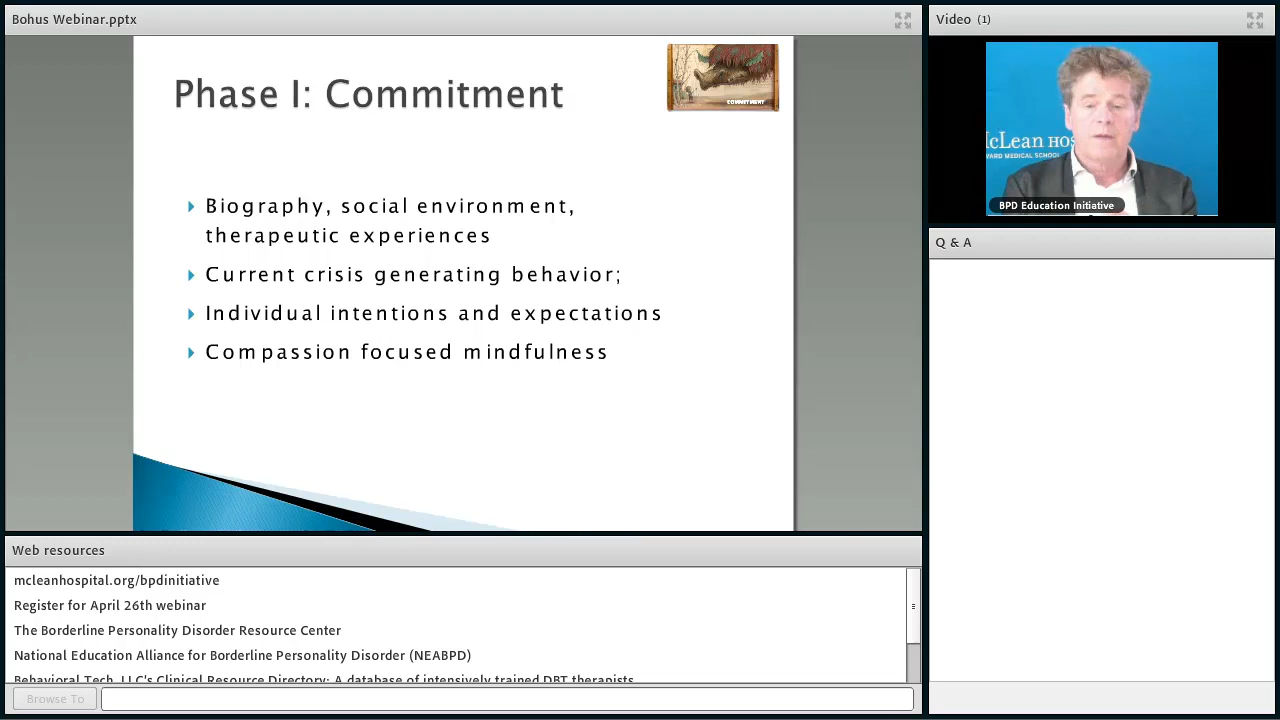 Bohus Webinar.pptx
Phase I: Commitment
COMMITMENT
Biography, social environment,
therapeutic experiences
Current crisis generating behavior;
Individual intentions and expectations
Compassion focused mindfulness
Video (1)
McLean HOS
VARD MEDICAL SCHOOL
BPD Education Initiative
Q & A
Web resources
mcleanhospital.org/bpdinitiative
Register for April 26th webinar
The Borderline Personality Disorder Resource Center
National Education Alliance for Borderline Personality Disorder (NEABPD)
Behavioral Tech, LLC's Clinical Resource Directory: A database of intensively trained DBT therapists
Browse To